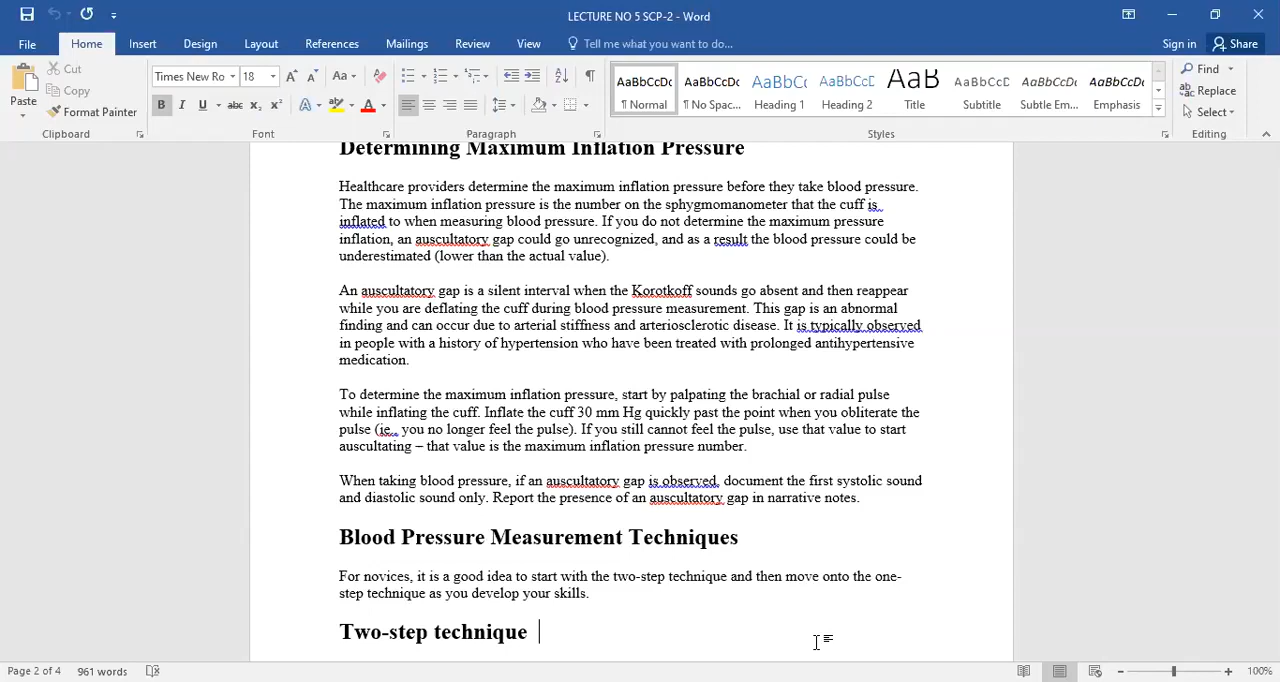 LECTURE NO 5 SCP-2 - Word
File Home Insert Design Layout References Mailings Review View Tell me what you want to do... Sign in Share
Paste
Cut
Copy
Format Painter
Clipboard
Times New Ro 18
Aa
B I U abc x₂ x² A ab A
Font
Paragraph
AaBbCcDc AaBbCcDc AaBbCc AaBbCcE AaB AaBbCcD AaBbCcDc AaBbCcDc
¶ Normal ¶ No Spac... Heading 1 Heading 2 Title Subtitle Subtle Em... Emphasis
Styles
Find
Replace
Select
Editing
Determining Maximum Inflation Pressure
Healthcare providers determine the maximum inflation pressure before they take blood pressure.
The maximum inflation pressure is the number on the sphygmomanometer that the cuff is
inflated to when measuring blood pressure. If you do not determine the maximum pressure
inflation, an auscultatory gap could go unrecognized, and as a result the blood pressure could be
underestimated (lower than the actual value).
An auscultatory gap is a silent interval when the Korotkoff sounds go absent and then reappear
while you are deflating the cuff during blood pressure measurement. This gap is an abnormal
finding and can occur due to arterial stiffness and arteriosclerotic disease. It is typically observed
in people with a history of hypertension who have been treated with prolonged antihypertensive
medication.
To determine the maximum inflation pressure, start by palpating the brachial or radial pulse
while inflating the cuff. Inflate the cuff 30 mm Hg quickly past the point when you obliterate the
pulse (ie., you no longer feel the pulse). If you still cannot feel the pulse, use that value to start
auscultating – that value is the maximum inflation pressure number.
When taking blood pressure, if an auscultatory gap is observed, document the first systolic sound
and diastolic sound only. Report the presence of an auscultatory gap in narrative notes.
Blood Pressure Measurement Techniques
For novices, it is a good idea to start with the two-step technique and then move onto the one-
step technique as you develop your skills.
Two-step technique
Page 2 of 4 961 words 100%